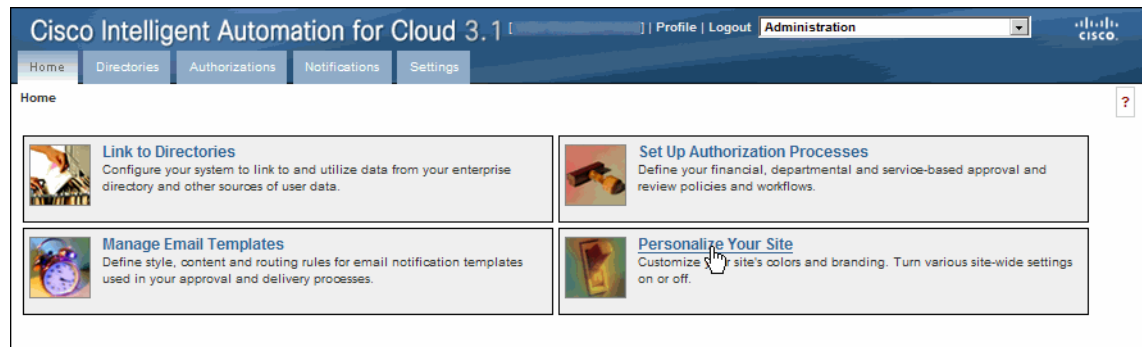 Cisco Intelligent Automation for Cloud 3.1 [ ] | Profile | Logout Administration
CISCO
Home Directories Authorizations Notifications Settings
Home
?
Link to Directories
Configure your system to link to and utilize data from your enterprise
directory and other sources of user data.
Set Up Authorization Processes
Define your financial, departmental and service-based approval and
review policies and workflows.
Manage Email Templates
Define style, content and routing rules for email notification templates
used in your approval and delivery processes.
Personalize Your Site
Customize your site's colors and branding. Turn various site-wide settings
on or off.